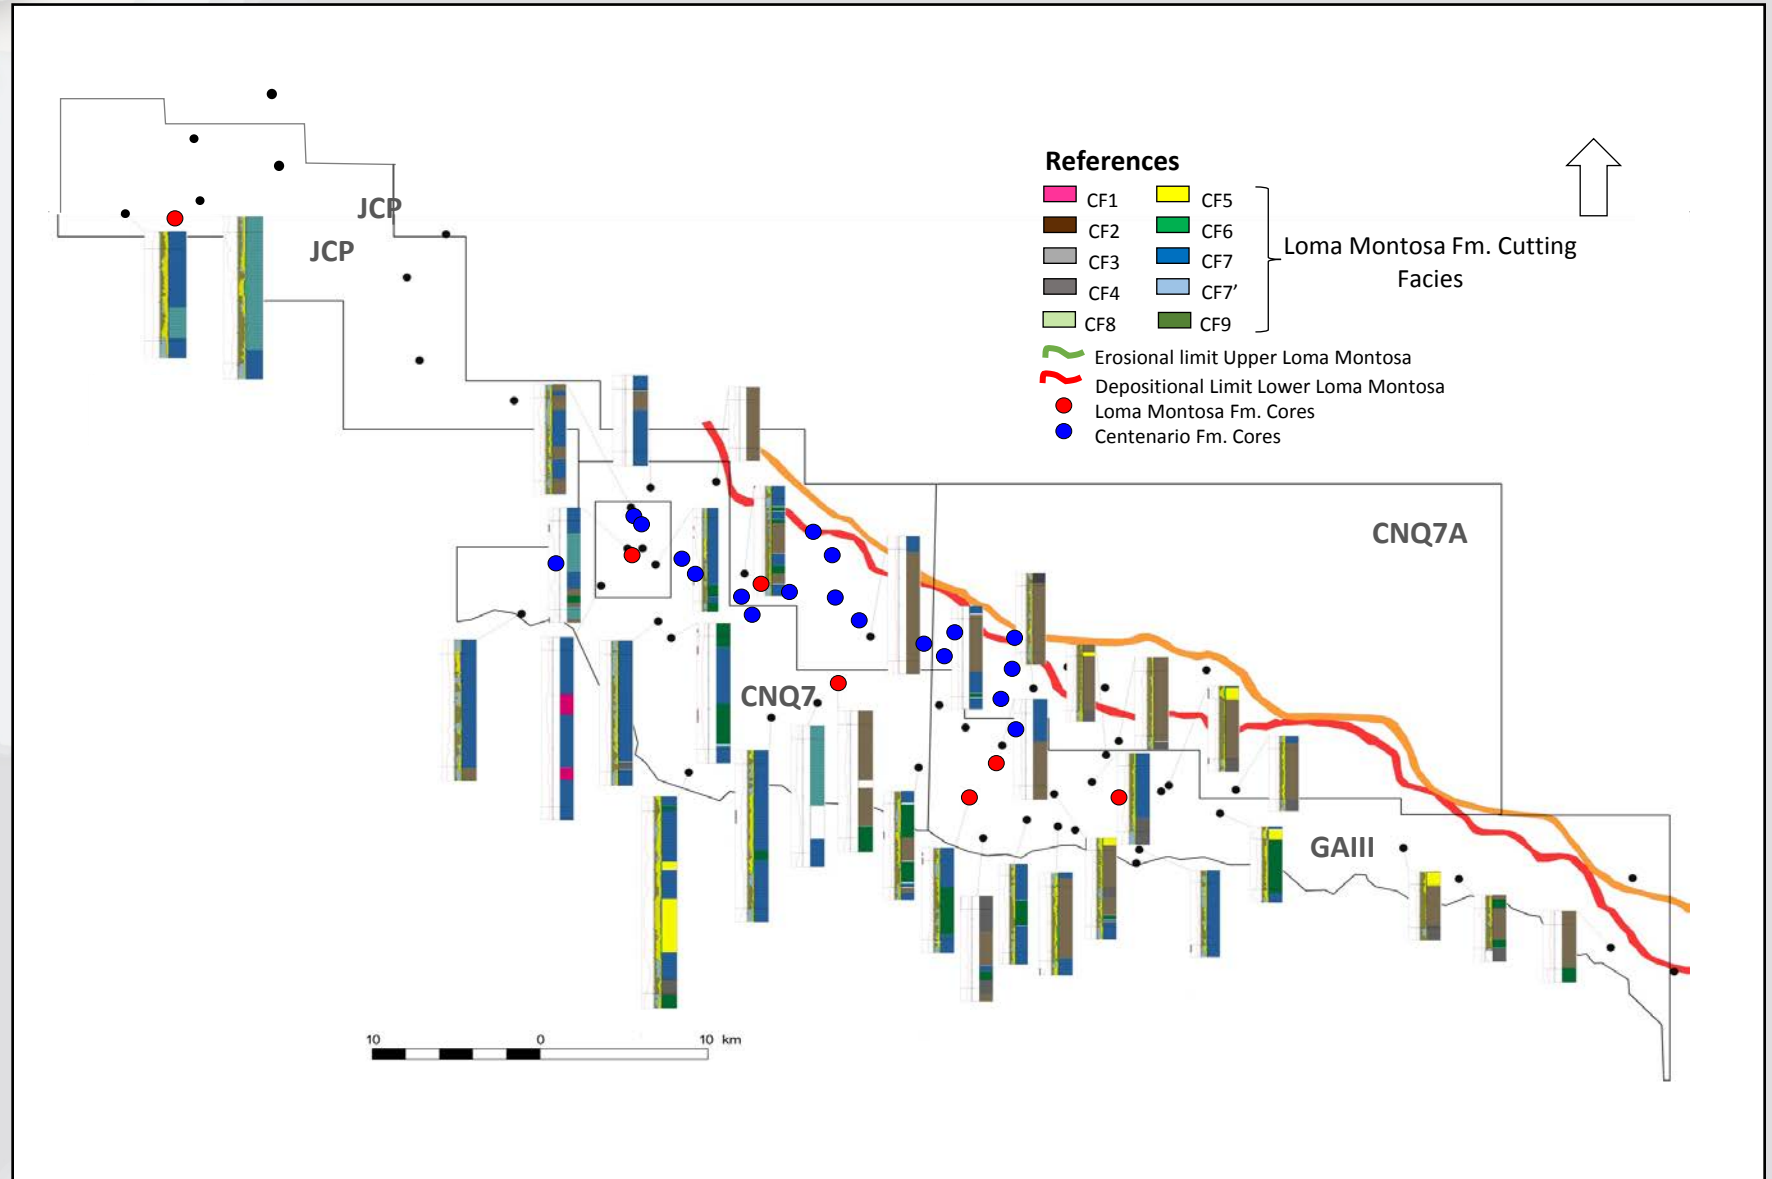 JCP
JCP
References
CF1
CF5
CF2
CF6
CF3
CF7
CF4
CF7’
CF8
CF9
Loma Montosa Fm. Cutting
Facies
Erosional limit Upper Loma Montosa
Depositional Limit Lower Loma Montosa
Loma Montosa Fm. Cores
Centenario Fm. Cores
CNQ7A
CNQ7
GAIII
10 0 10 km